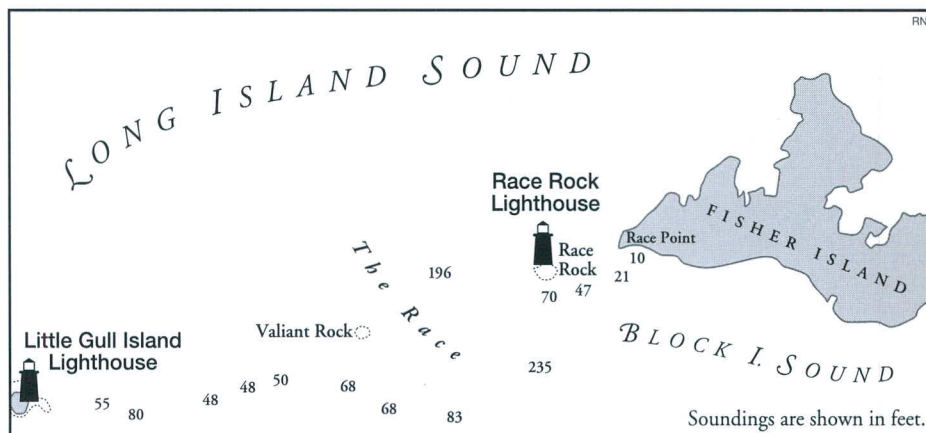 RN
LONG ISLAND SOUND
Race Rock
Lighthouse
FISHER ISLAND
Race Point
Race
Rock
10
21
47
70
The Race
196
Valiant Rock
Little Gull Island
Lighthouse
BLOCK I. SOUND
235
50
48
48
68
55
80
68
83
Soundings are shown in feet.